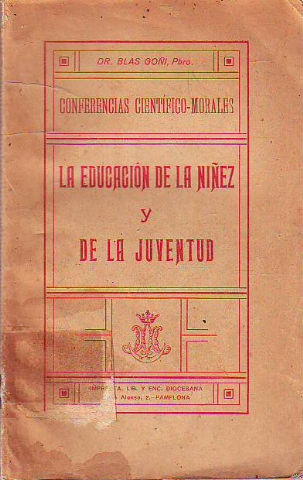 DR. BLAS GOÑI, Pbro.
CONFERENCIAS CIENTÍFICO-MORALES
LA EDUCACIÓN DE LA NIÑEZ
Y
DE LA JUVENTUD
IMPRENTA, LIB. Y ENC. DIOCESANA
Alonso, 2.-PAMPLONA